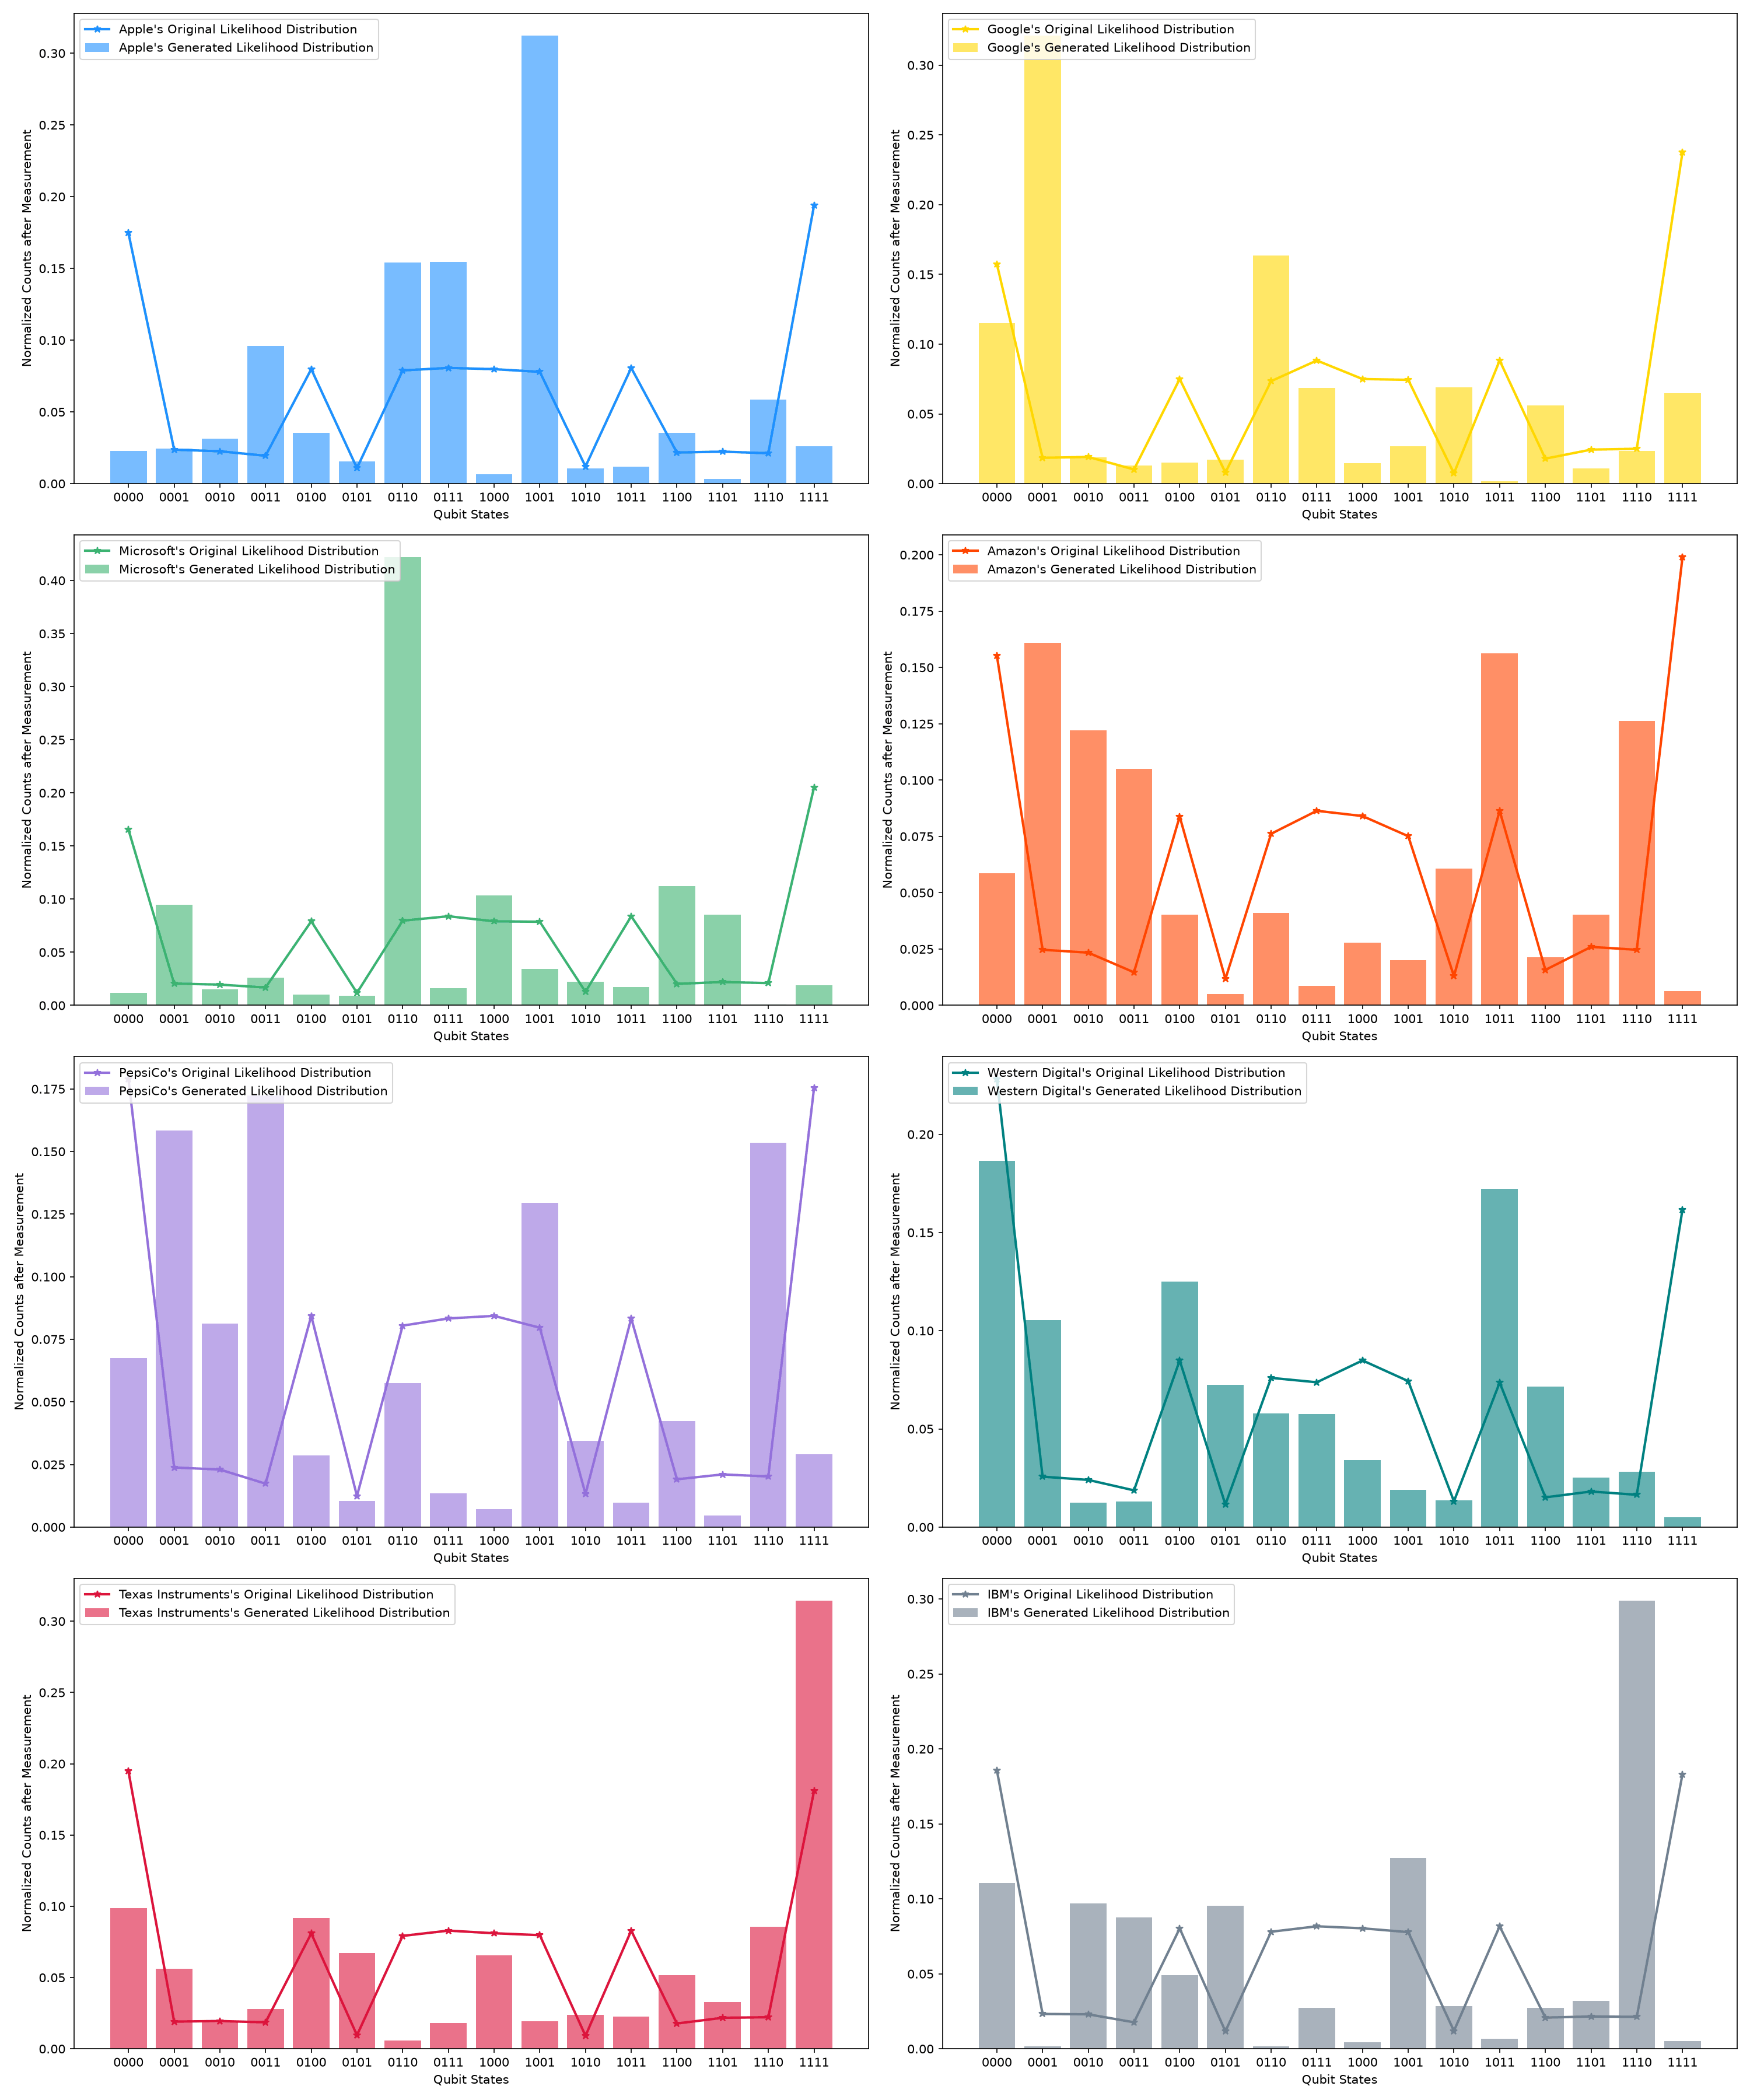 Apple's Original Likelihood Distribution
Apple's Generated Likelihood Distribution
Normalized Counts after Measurement
0.30
0.25
0.20
0.15
0.10
0.05
0.00
0000 0001 0010 0011 0100 0101 0110 0111 1000 1001 1010 1011 1100 1101 1110 1111
Qubit States
Google's Original Likelihood Distribution
Google's Generated Likelihood Distribution
Normalized Counts after Measurement
0.30
0.25
0.20
0.15
0.10
0.05
0.00
0000 0001 0010 0011 0100 0101 0110 0111 1000 1001 1010 1011 1100 1101 1110 1111
Qubit States
Microsoft's Original Likelihood Distribution
Microsoft's Generated Likelihood Distribution
Normalized Counts after Measurement
0.40
0.35
0.30
0.25
0.20
0.15
0.10
0.05
0.00
0000 0001 0010 0011 0100 0101 0110 0111 1000 1001 1010 1011 1100 1101 1110 1111
Qubit States
Amazon's Original Likelihood Distribution
Amazon's Generated Likelihood Distribution
Normalized Counts after Measurement
0.200
0.175
0.150
0.125
0.100
0.075
0.050
0.025
0.000
0000 0001 0010 0011 0100 0101 0110 0111 1000 1001 1010 1011 1100 1101 1110 1111
Qubit States
PepsiCo's Original Likelihood Distribution
PepsiCo's Generated Likelihood Distribution
Normalized Counts after Measurement
0.175
0.150
0.125
0.100
0.075
0.050
0.025
0.000
0000 0001 0010 0011 0100 0101 0110 0111 1000 1001 1010 1011 1100 1101 1110 1111
Qubit States
Western Digital's Original Likelihood Distribution
Western Digital's Generated Likelihood Distribution
Normalized Counts after Measurement
0.20
0.15
0.10
0.05
0.00
0000 0001 0010 0011 0100 0101 0110 0111 1000 1001 1010 1011 1100 1101 1110 1111
Qubit States
Texas Instruments's Original Likelihood Distribution
Texas Instruments's Generated Likelihood Distribution
Normalized Counts after Measurement
0.30
0.25
0.20
0.15
0.10
0.05
0.00
0000 0001 0010 0011 0100 0101 0110 0111 1000 1001 1010 1011 1100 1101 1110 1111
Qubit States
IBM's Original Likelihood Distribution
IBM's Generated Likelihood Distribution
Normalized Counts after Measurement
0.30
0.25
0.20
0.15
0.10
0.05
0.00
0000 0001 0010 0011 0100 0101 0110 0111 1000 1001 1010 1011 1100 1101 1110 1111
Qubit States